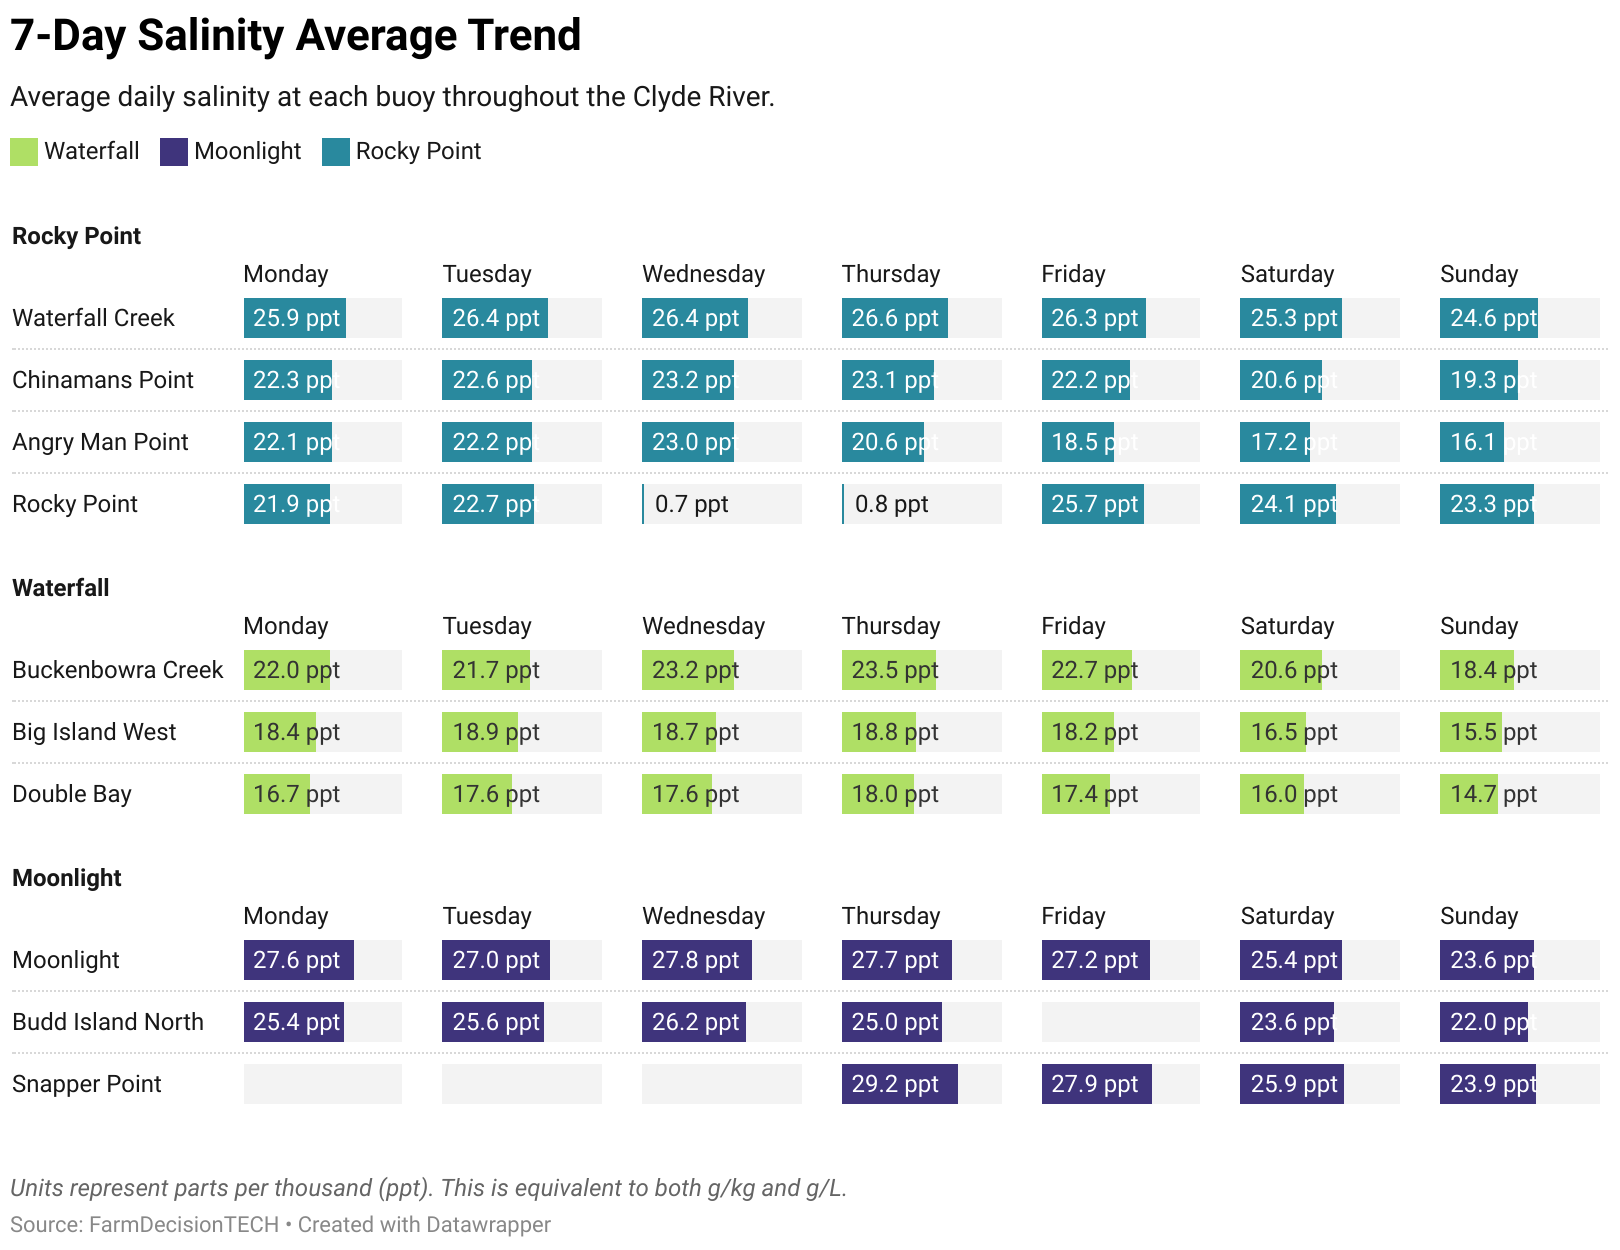 7-Day Salinity Average Trend
Average daily salinity at each buoy throughout the Clyde River.
Waterfall Moonlight Rocky Point
Rocky Point
Monday Tuesday Wednesday Thursday Friday Saturday Sunday
Waterfall Creek 25.9 ppt 26.4 ppt 26.4 ppt 26.6 ppt 26.3 ppt 25.3 ppt 24.6 ppt
Chinamans Point 22.3 ppt 22.6 ppt 23.2 ppt 23.1 ppt 22.2 ppt 20.6 ppt 19.3 ppt
Angry Man Point 22.1 ppt 22.2 ppt 23.0 ppt 20.6 ppt 18.5 ppt 17.2 ppt 16.1 ppt
Rocky Point 21.9 ppt 22.7 ppt 0.7 ppt 0.8 ppt 25.7 ppt 24.1 ppt 23.3 ppt
Waterfall
Monday Tuesday Wednesday Thursday Friday Saturday Sunday
Buckenbowra Creek 22.0 ppt 21.7 ppt 23.2 ppt 23.5 ppt 22.7 ppt 20.6 ppt 18.4 ppt
Big Island West 18.4 ppt 18.9 ppt 18.7 ppt 18.8 ppt 18.2 ppt 16.5 ppt 15.5 ppt
Double Bay 16.7 ppt 17.6 ppt 17.6 ppt 18.0 ppt 17.4 ppt 16.0 ppt 14.7 ppt
Moonlight
Monday Tuesday Wednesday Thursday Friday Saturday Sunday
Moonlight 27.6 ppt 27.0 ppt 27.8 ppt 27.7 ppt 27.2 ppt 25.4 ppt 23.6 ppt
Budd Island North 25.4 ppt 25.6 ppt 26.2 ppt 25.0 ppt 23.6 ppt 22.0 ppt
Snapper Point 29.2 ppt 27.9 ppt 25.9 ppt 23.9 ppt
Units represent parts per thousand (ppt). This is equivalent to both g/kg and g/L.
Source: FarmDecisionTECH • Created with Datawrapper